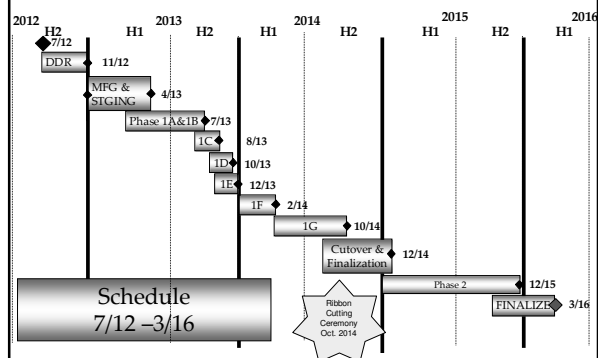 2012 2013 2014 2015 2016
H2 H1 H2 H1 H2 H1 H2 H1
7/12
DDR 11/12
MFG &
STGING 4/13
Phase 1A&1B 7/13
1C 8/13
1D 10/13
1E 12/13
1F 2/14
1G 10/14
Cutover &
Finalization 12/14
Phase 2 12/15
FINALIZE 3/16
Schedule
7/12 –3/16
Ribbon
Cutting
Ceremony
Oct. 2014